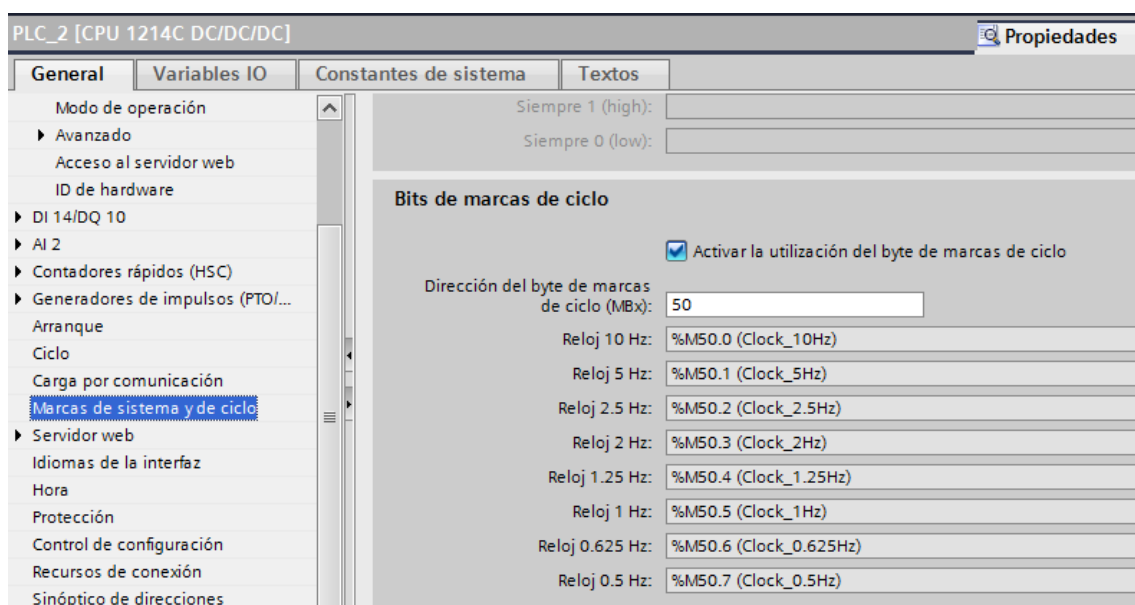 PLC_2 [CPU 1214C DC/DC/DC]
Propiedades
General
Variables IO
Constantes de sistema
Textos
Modo de operación
Avanzado
Acceso al servidor web
ID de hardware
DI 14/DQ 10
AI 2
Contadores rápidos (HSC)
Generadores de impulsos (PTO/...
Arranque
Ciclo
Carga por comunicación
Marcas de sistema y de ciclo
Servidor web
Idiomas de la interfaz
Hora
Protección
Control de configuración
Recursos de conexión
Sinóptico de direcciones
Siempre 1 (high):
Siempre 0 (low):
Bits de marcas de ciclo
Activar la utilización del byte de marcas de ciclo
Dirección del byte de marcas
de ciclo (MBx): 50
Reloj 10 Hz: %M50.0 (Clock_10Hz)
Reloj 5 Hz: %M50.1 (Clock_5Hz)
Reloj 2.5 Hz: %M50.2 (Clock_2.5Hz)
Reloj 2 Hz: %M50.3 (Clock_2Hz)
Reloj 1.25 Hz: %M50.4 (Clock_1.25Hz)
Reloj 1 Hz: %M50.5 (Clock_1Hz)
Reloj 0.625 Hz: %M50.6 (Clock_0.625Hz)
Reloj 0.5 Hz: %M50.7 (Clock_0.5Hz)